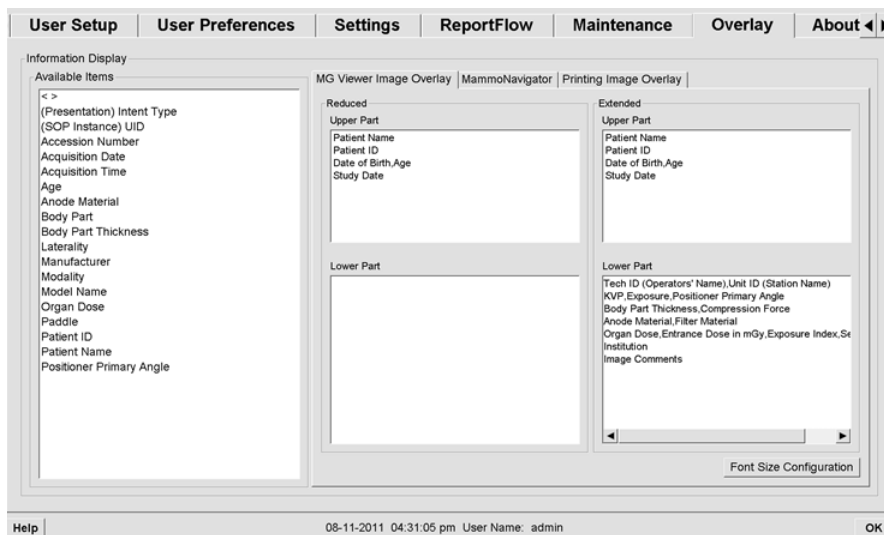 User Setup
User Preferences
Settings
ReportFlow
Maintenance
Overlay
About
Information Display
Available Items
< >
(Presentation) Intent Type
(SOP Instance) UID
Accession Number
Acquisition Date
Acquisition Time
Age
Anode Material
Body Part
Body Part Thickness
Laterality
Manufacturer
Modality
Model Name
Organ Dose
Paddle
Patient ID
Patient Name
Positioner Primary Angle
MG Viewer Image Overlay
MammoNavigator
Printing Image Overlay
Reduced
Upper Part
Patient Name
Patient ID
Date of Birth,Age
Study Date
Lower Part
Extended
Upper Part
Patient Name
Patient ID
Date of Birth,Age
Study Date
Lower Part
Tech ID (Operators' Name),Unit ID (Station Name)
KVP,Exposure,Positioner Primary Angle
Body Part Thickness,Compression Force
Anode Material,Filter Material
Organ Dose,Entrance Dose in mGy,Exposure Index,Se
Institution
Image Comments
Font Size Configuration
Help
08-11-2011 04:31:05 pm User Name: admin
OK